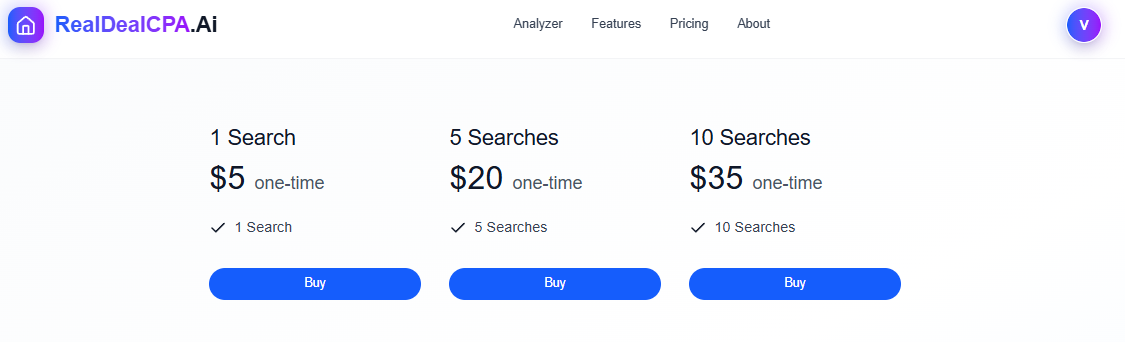 RealDealCPA.Ai
Analyzer Features Pricing About
V
1 Search
$5 one-time
1 Search
Buy
5 Searches
$20 one-time
5 Searches
Buy
10 Searches
$35 one-time
10 Searches
Buy